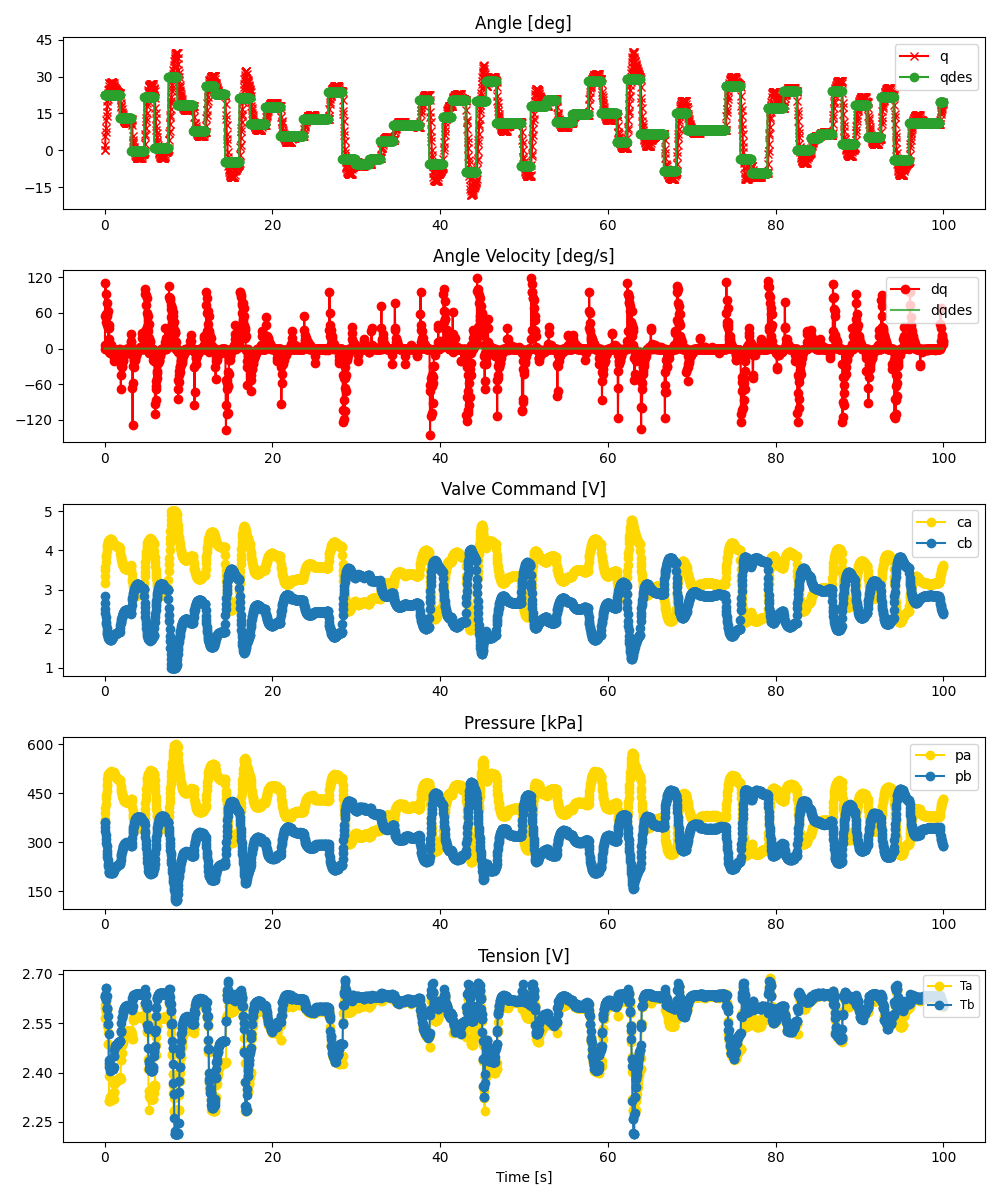 Angle [deg]
45
30
15
0
−15
q
qdes
0 20 40 60 80 100
Angle Velocity [deg/s]
120
60
0
−60
−120
dq
dqdes
0 20 40 60 80 100
Valve Command [V]
5
4
3
2
1
ca
cb
0 20 40 60 80 100
Pressure [kPa]
600
450
300
150
pa
pb
0 20 40 60 80 100
Tension [V]
2.70
2.55
2.40
2.25
Ta
Tb
0 20 40 60 80 100
Time [s]